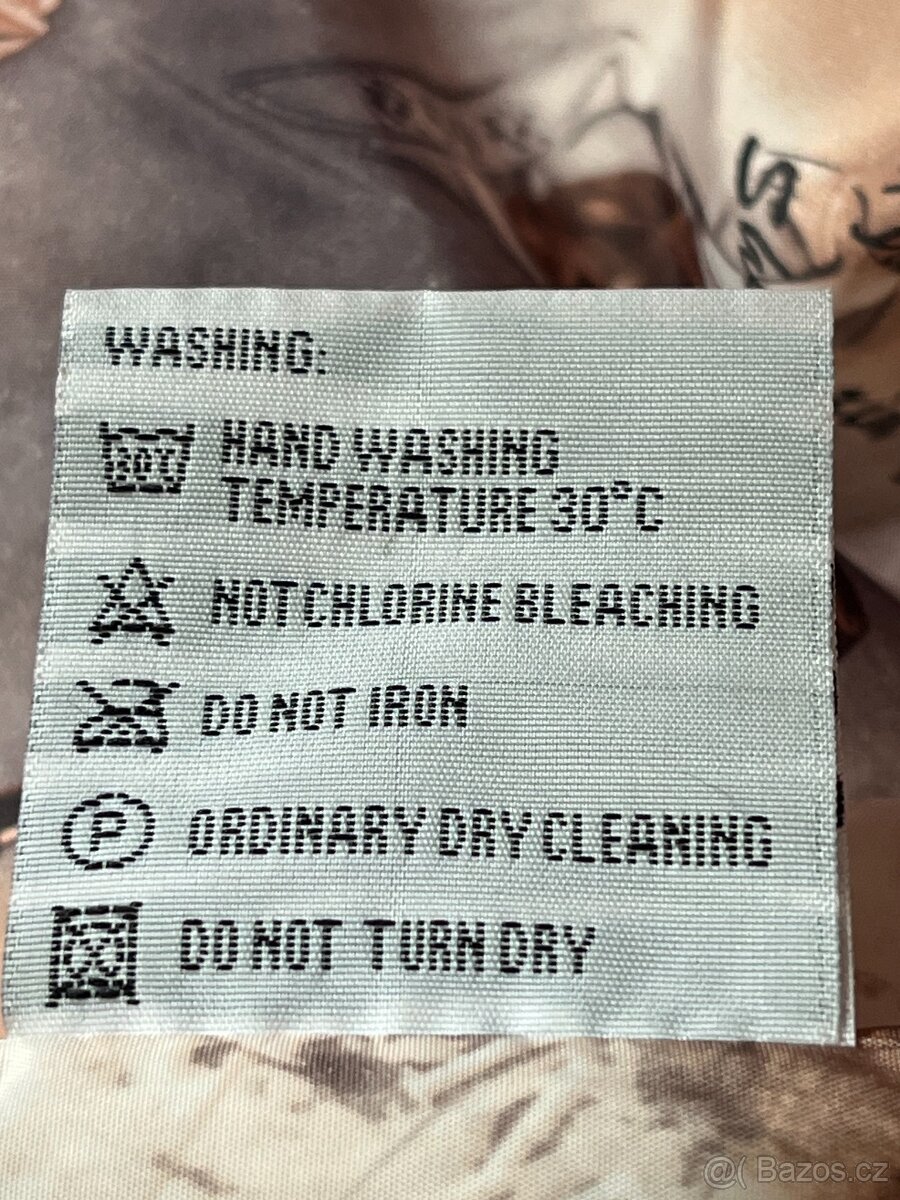 WASHING:
30°C HAND WASHING
TEMPERATURE 30°C
NOT CHLORINE BLEACHING
DO NOT IRON
P ORDINARY DRY CLEANING
DO NOT TURN DRY
@( Bazos.cz